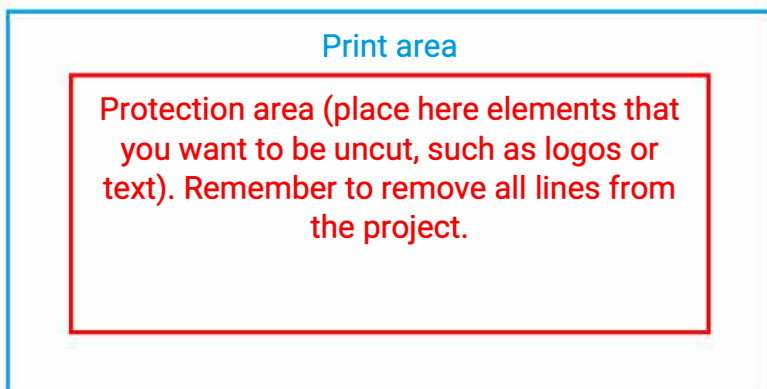 Print area
Protection area (place here elements that
you want to be uncut, such as logos or
text). Remember to remove all lines from
the project.